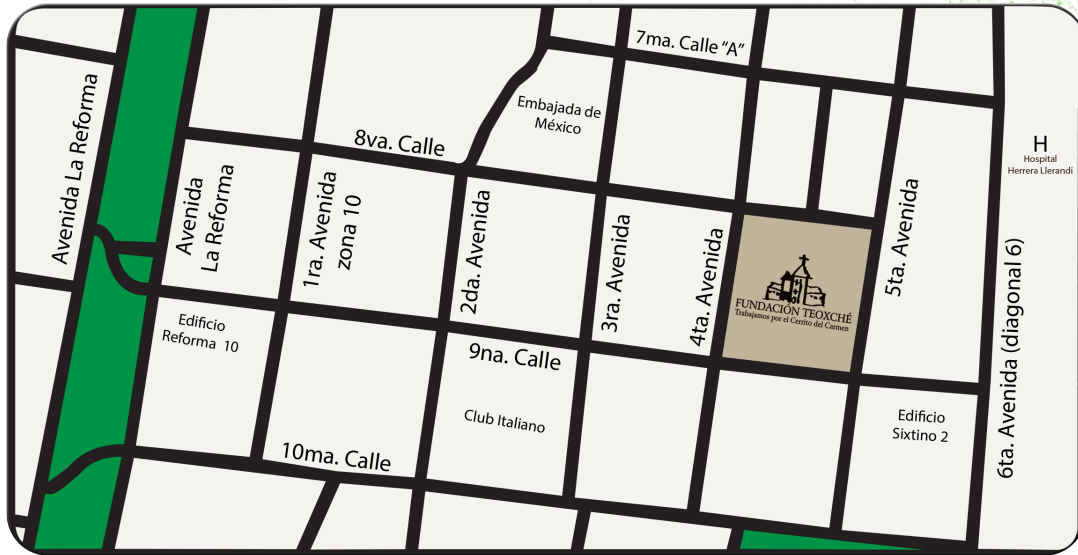 7ma. Calle “A”
Avenida La Reforma
Embajada de
México
8va. Calle
H
Hospital
Herrera Llerandi
Avenida
La Reforma
1ra. Avenida
zona 10
2da. Avenida
3ra. Avenida
4ta. Avenida
FUNDACIÓN TEOXCHÉ
Trabajamos por el Cerrito del Carmen
5ta. Avenida
6ta. Avenida (diagonal 6)
Edificio
Reforma 10
9na. Calle
Club Italiano
Edificio
Sixtino 2
10ma. Calle